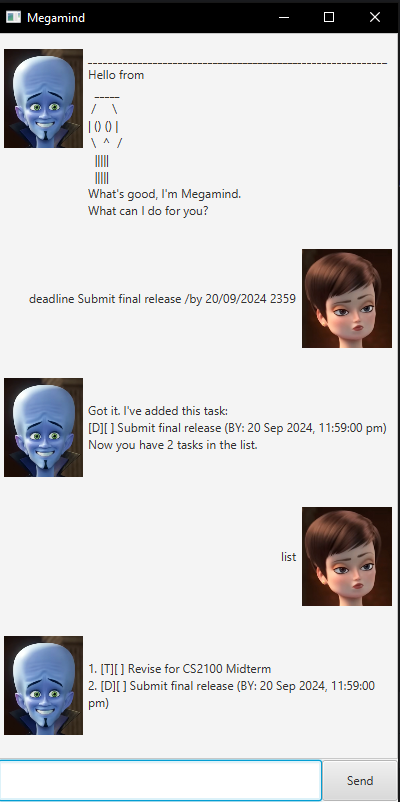 Megamind
____________________________________________________________
Hello from
  _____
 /     \
| () () |
 \  ^  /
  |||||
  |||||
What's good, I'm Megamind.
What can I do for you?
deadline Submit final release /by 20/09/2024 2359
Got it. I've added this task:
[D][ ] Submit final release (BY: 20 Sep 2024, 11:59:00 pm)
Now you have 2 tasks in the list.
list
1. [T][ ] Revise for CS2100 Midterm
2. [D][ ] Submit final release (BY: 20 Sep 2024, 11:59:00
pm)
Send